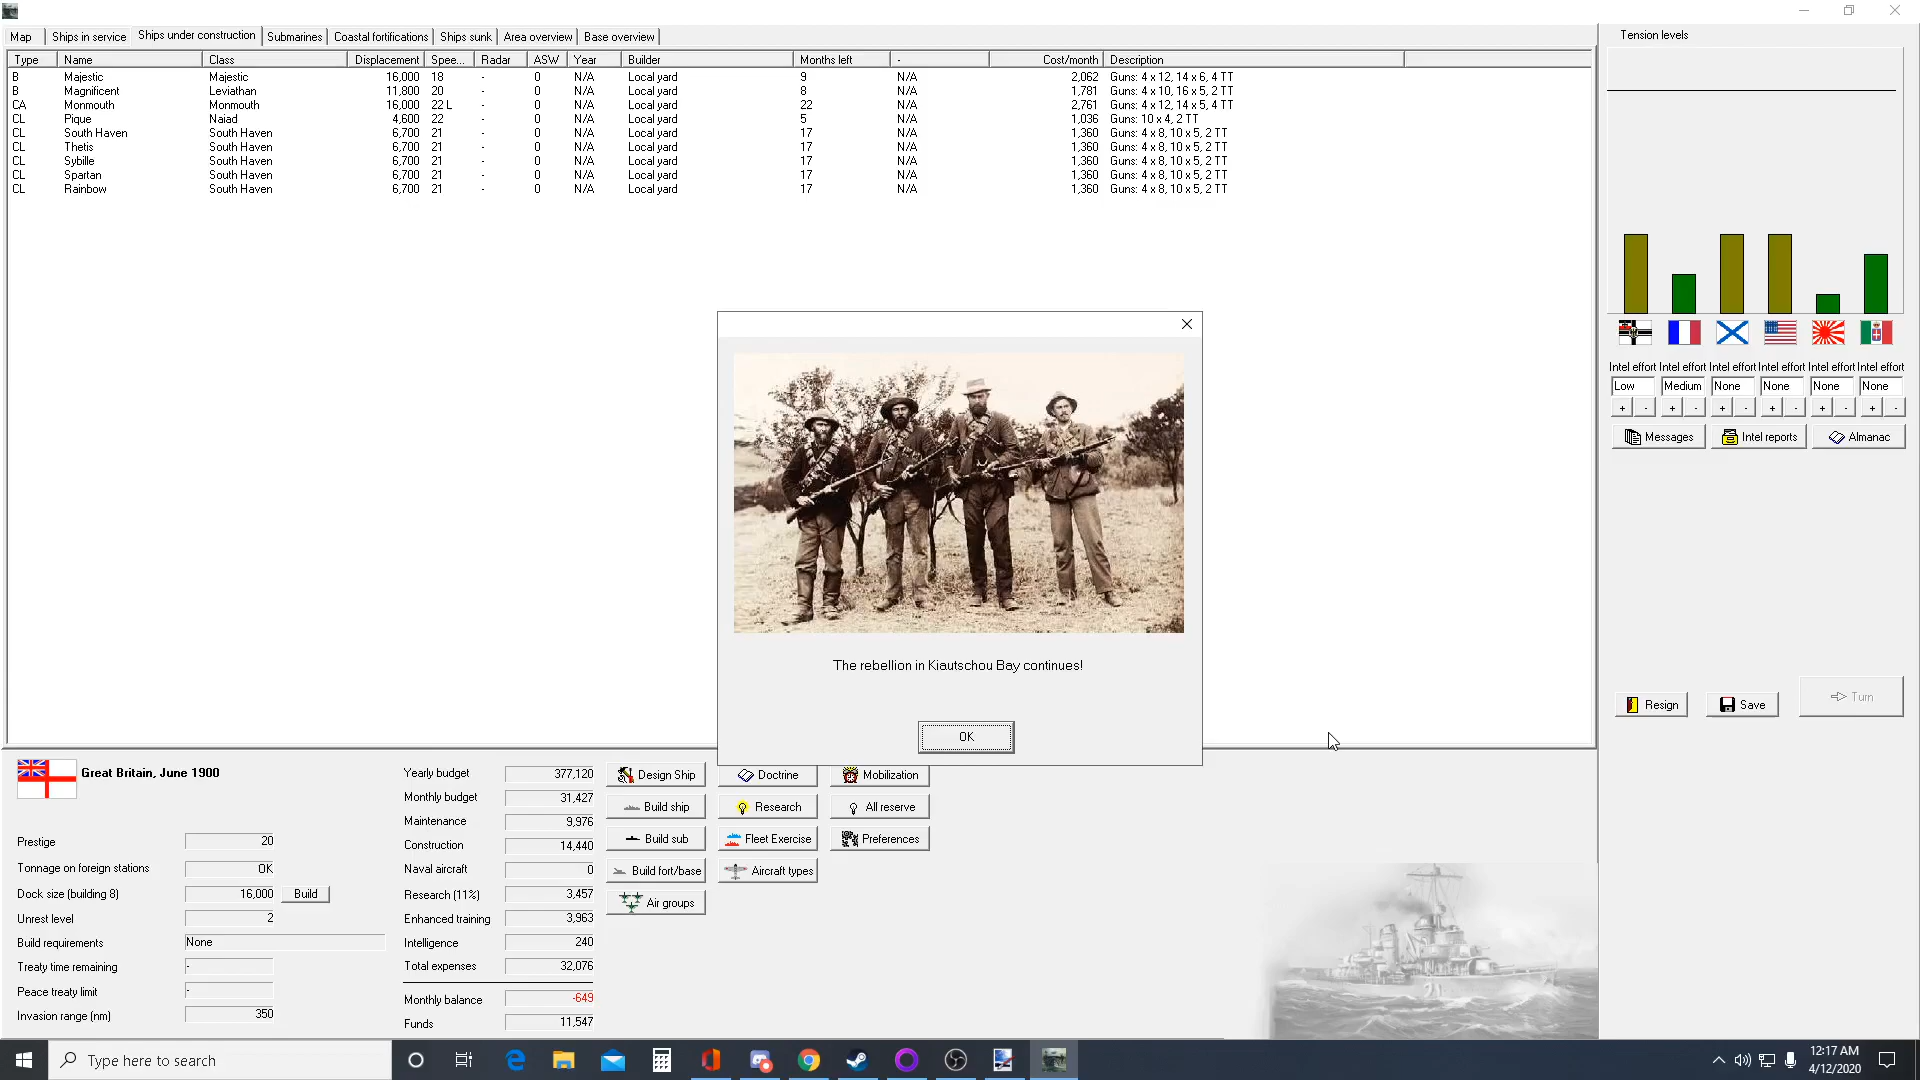 Map Ships in service Ships under construction Submarines Coastal fortifications Ships sunk Area overview Base overview
Type Name Class Displacement Spee... Radar ASW Year Builder Months left - Cost/month Description
B Majestic Majestic 16,000 18 - 0 N/A Local yard 9 N/A 2,062 Guns: 4 x 12, 14 x 6, 4 TT
B Magnificent Leviathan 11,800 20 - 0 N/A Local yard 8 N/A 1,781 Guns: 4 x 10, 16 x 5, 2 TT
CA Monmouth Monmouth 16,000 22 L - 0 N/A Local yard 22 N/A 2,761 Guns: 4 x 12, 14 x 5, 4 TT
CL Pique Naiad 4,600 22 - 0 N/A Local yard 5 N/A 1,036 Guns: 10 x 4, 2 TT
CL South Haven South Haven 6,700 21 - 0 N/A Local yard 17 N/A 1,360 Guns: 4 x 8, 10 x 5, 2 TT
CL Thetis South Haven 6,700 21 - 0 N/A Local yard 17 N/A 1,360 Guns: 4 x 8, 10 x 5, 2 TT
CL Sybille South Haven 6,700 21 - 0 N/A Local yard 17 N/A 1,360 Guns: 4 x 8, 10 x 5, 2 TT
CL Spartan South Haven 6,700 21 - 0 N/A Local yard 17 N/A 1,360 Guns: 4 x 8, 10 x 5, 2 TT
CL Rainbow South Haven 6,700 21 - 0 N/A Local yard 17 N/A 1,360 Guns: 4 x 8, 10 x 5, 2 TT
Tension levels
Intel effort Intel effort Intel effort Intel effort Intel effort Intel effort
Low Medium None None None None
+ - + - + - + - + - + -
Messages Intel reports Almanac
Resign Save Turn
The rebellion in Kiautschou Bay continues!
OK
Great Britain, June 1900
Prestige 20
Tonnage on foreign stations OK
Dock size (building 8) 16,000 Build
Unrest level 2
Build requirements None
Treaty time remaining -
Peace treaty limit -
Invasion range (nm) 350
Yearly budget 377,120
Monthly budget 31,427
Maintenance 9,976
Construction 14,440
Naval aircraft 0
Research (11%) 3,457
Enhanced training 3,963
Intelligence 240
Total expenses 32,076
Monthly balance -649
Funds 11,547
Design Ship Doctrine Mobilization
Build ship Research All reserve
Build sub Fleet Exercise Preferences
Build fort/base Aircraft types
Air groups
Type here to search
12:17 AM
4/12/2020